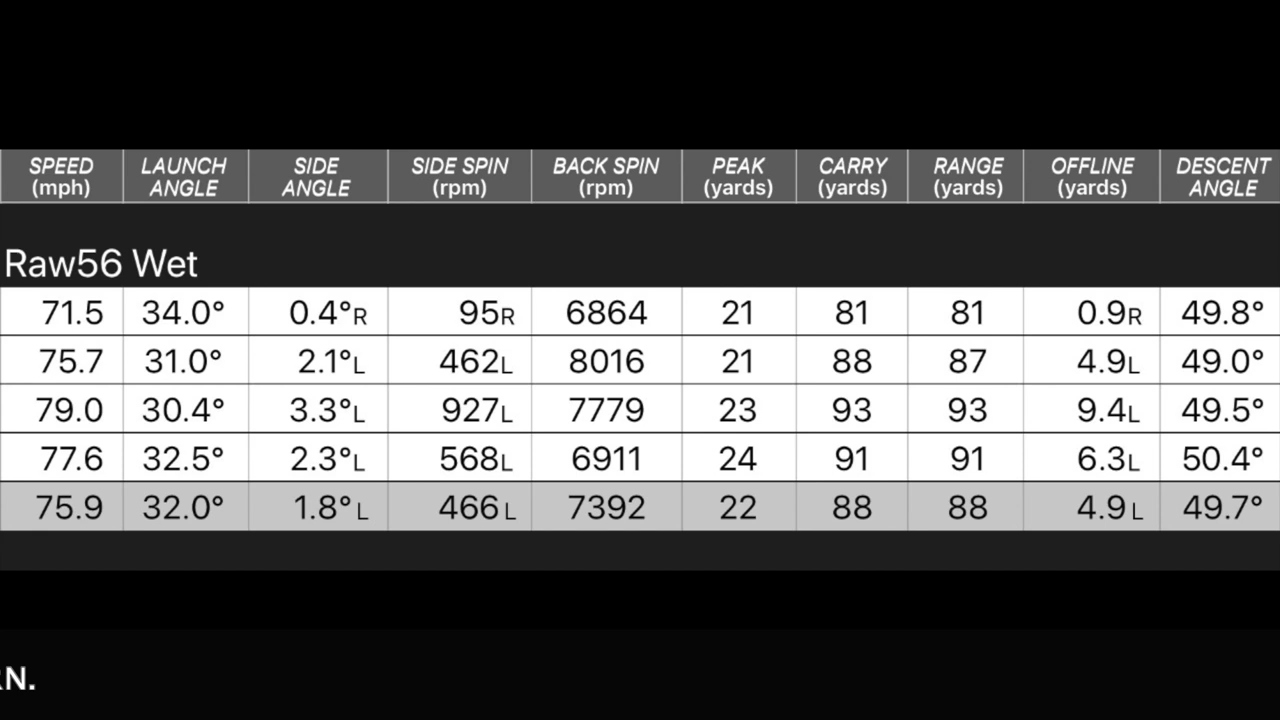 SPEED (mph) LAUNCH ANGLE SIDE ANGLE SIDE SPIN (rpm) BACK SPIN (rpm) PEAK (yards) CARRY (yards) RANGE (yards) OFFLINE (yards) DESCENT ANGLE
Raw56 Wet
71.5 34.0° 0.4°R 95R 6864 21 81 81 0.9R 49.8°
75.7 31.0° 2.1°L 462L 8016 21 88 87 4.9L 49.0°
79.0 30.4° 3.3°L 927L 7779 23 93 93 9.4L 49.5°
77.6 32.5° 2.3°L 568L 6911 24 91 91 6.3L 50.4°
75.9 32.0° 1.8° L 466 L 7392 22 88 88 4.9 L 49.7°